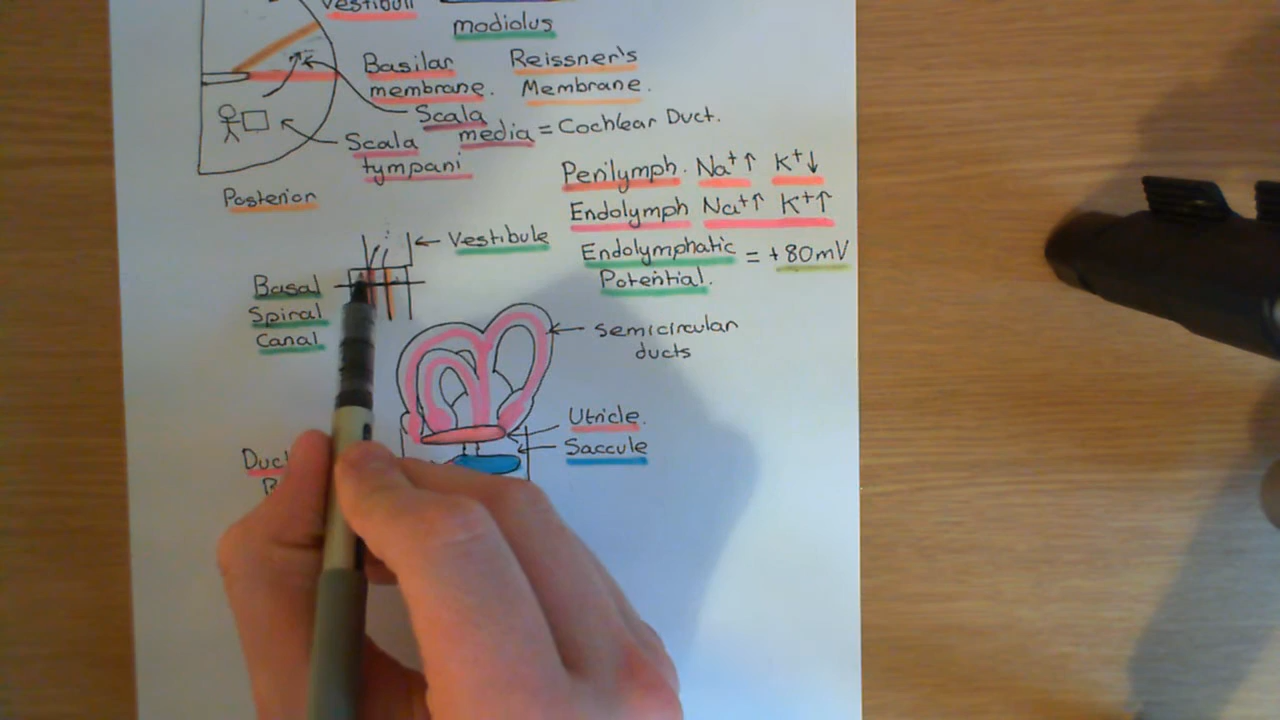 Vestibuli
modiolus
Basilar
membrane.
Reissner's
Membrane.
Scala
media = Cochlear Duct.
Scala
tympani
Posterior
Perilymph. Na+↑ K+↓
Endolymph Na+↑ K+↑
Endolymphatic
Potential. = +80mV
Vestibule
Basal
Spiral
Canal
Semicircular
ducts
Utricle.
Saccule